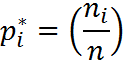 p_i^* = (n_i/n)